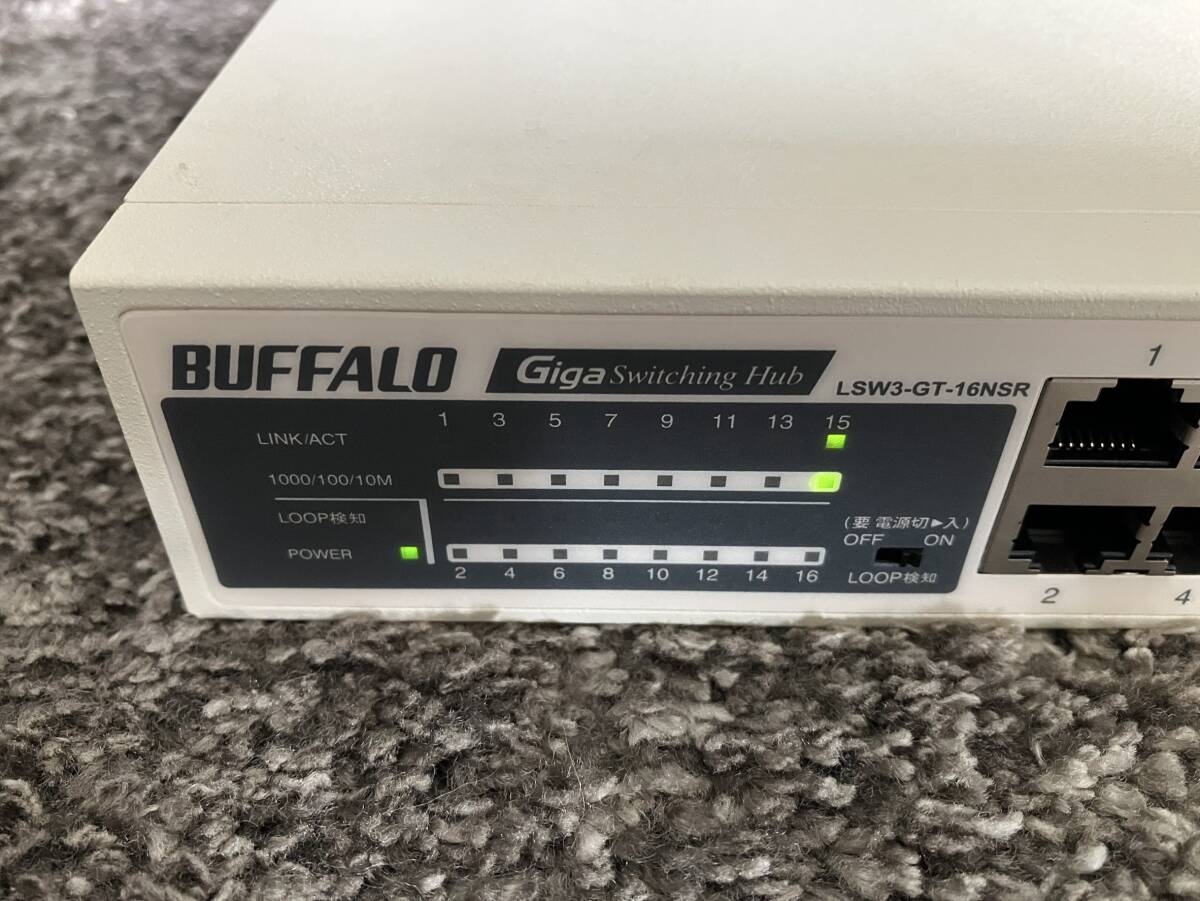 BUFFALO Giga Switching Hub LSW3-GT-16NSR
1
1 3 5 7 9 11 13 15
LINK/ACT
1000/100/10M
LOOP検知
POWER
2 4 6 8 10 12 14 16
(要 電源切▶入)
OFF ON
LOOP検知
2 4